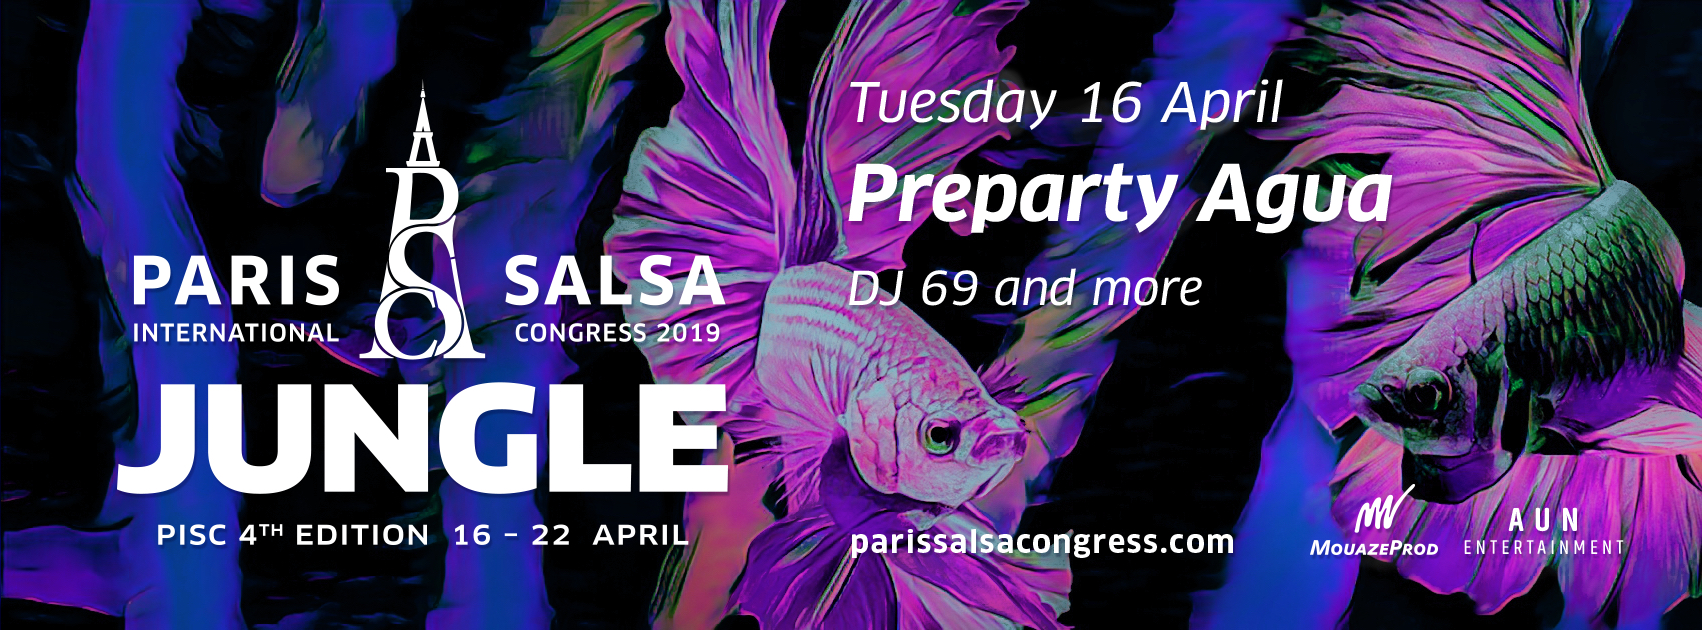 PARIS SALSA
INTERNATIONAL CONGRESS 2019
JUNGLE
PISC 4TH EDITION 16 – 22 APRIL
Tuesday 16 April
Preparty Agua
DJ 69 and more
parissalsacongress.com
MOUAZEPROD
AUN
ENTERTAINMENT